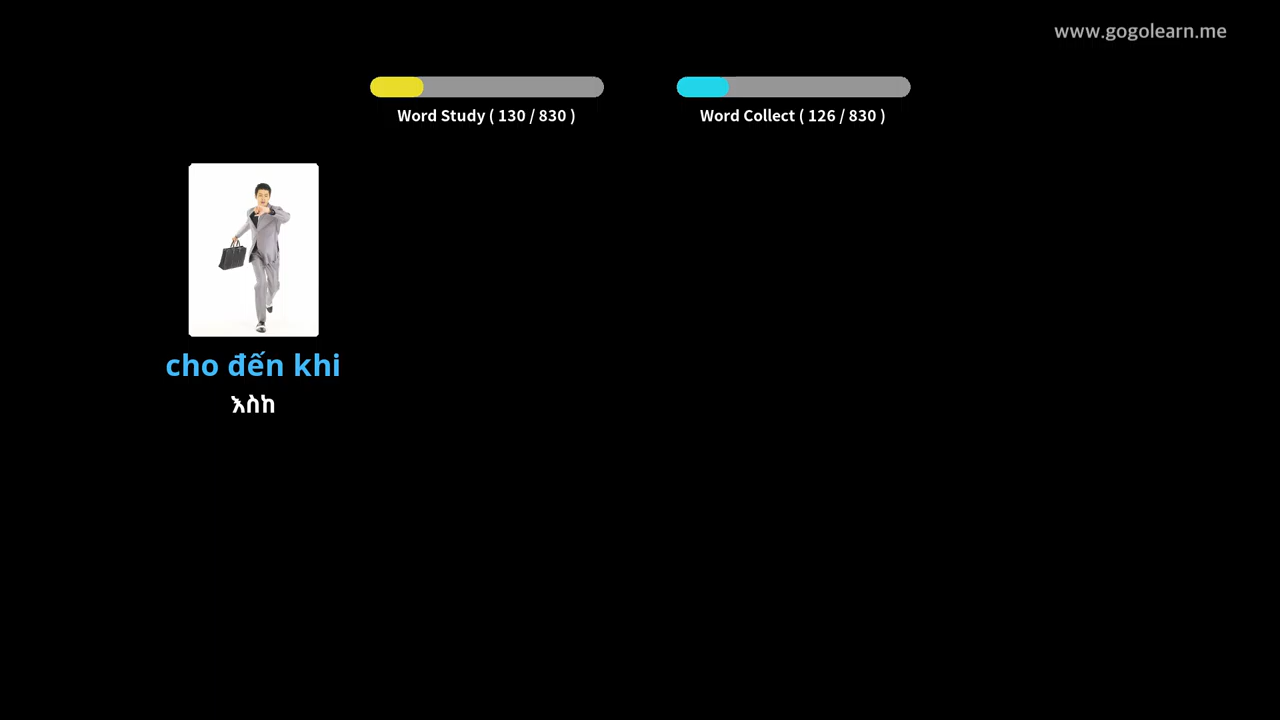 www.gogolearn.me
Word Study ( 130 / 830 )
Word Collect ( 126 / 830 )
cho đến khi
እስከ